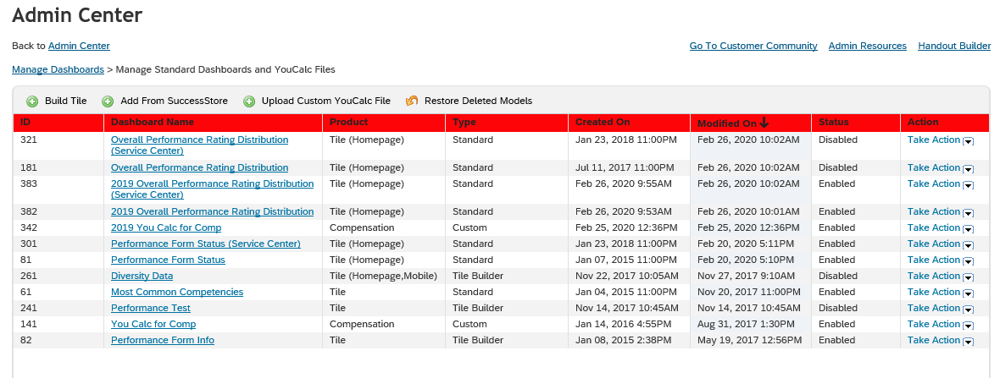 Admin Center
Back to Admin Center
Go To Customer Community Admin Resources Handout Builder
Manage Dashboards > Manage Standard Dashboards and YouCalc Files
Build Tile Add From SuccessStore Upload Custom YouCalc File Restore Deleted Models
ID Dashboard Name Product Type Created On Modified On Status Action
321 Overall Performance Rating Distribution Tile (Homepage) Standard Jan 23, 2018 11:00PM Feb 26, 2020 10:02AM Disabled Take Action
(Service Center)
181 Overall Performance Rating Distribution Tile (Homepage) Standard Jul 11, 2017 11:00PM Feb 26, 2020 10:02AM Disabled Take Action
383 2019 Overall Performance Rating Distribution Tile (Homepage) Standard Feb 26, 2020 9:55AM Feb 26, 2020 10:02AM Enabled Take Action
(Service Center)
382 2019 Overall Performance Rating Distribution Tile (Homepage) Standard Feb 26, 2020 9:53AM Feb 26, 2020 10:01AM Enabled Take Action
342 2019 You Calc for Comp Compensation Custom Feb 25, 2020 12:36PM Feb 25, 2020 12:36PM Enabled Take Action
301 Performance Form Status (Service Center) Tile (Homepage) Standard Jan 23, 2018 11:00PM Feb 20, 2020 5:11PM Enabled Take Action
81 Performance Form Status Tile (Homepage) Standard Jan 07, 2015 11:00PM Feb 20, 2020 5:10PM Enabled Take Action
261 Diversity Data Tile (Homepage,Mobile) Tile Builder Nov 22, 2017 10:05AM Nov 27, 2017 9:10AM Disabled Take Action
61 Most Common Competencies Tile Standard Jan 04, 2015 11:00PM Nov 20, 2017 11:00PM Enabled Take Action
241 Performance Test Tile Tile Builder Nov 14, 2017 10:45AM Nov 14, 2017 10:45AM Disabled Take Action
141 You Calc for Comp Compensation Custom Jan 14, 2016 4:55PM Aug 31, 2017 1:30PM Enabled Take Action
82 Performance Form Info Tile Tile Builder Jan 08, 2015 2:38PM May 19, 2017 12:56PM Enabled Take Action